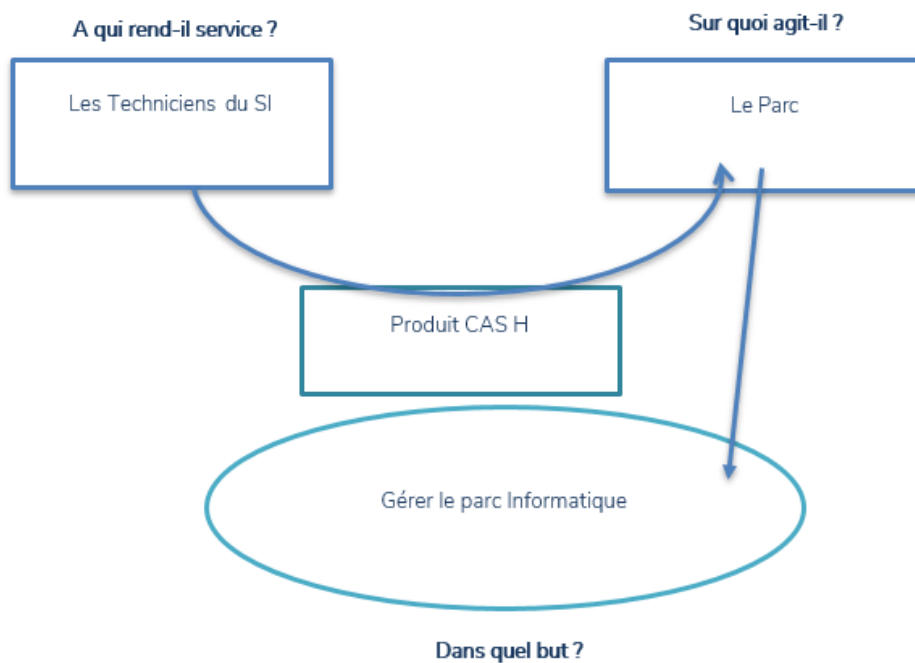 A qui rend-il service ?
Sur quoi agit-il ?
Les Techniciens du SI
Le Parc
Produit CAS H
Gérer le parc Informatique
Dans quel but ?